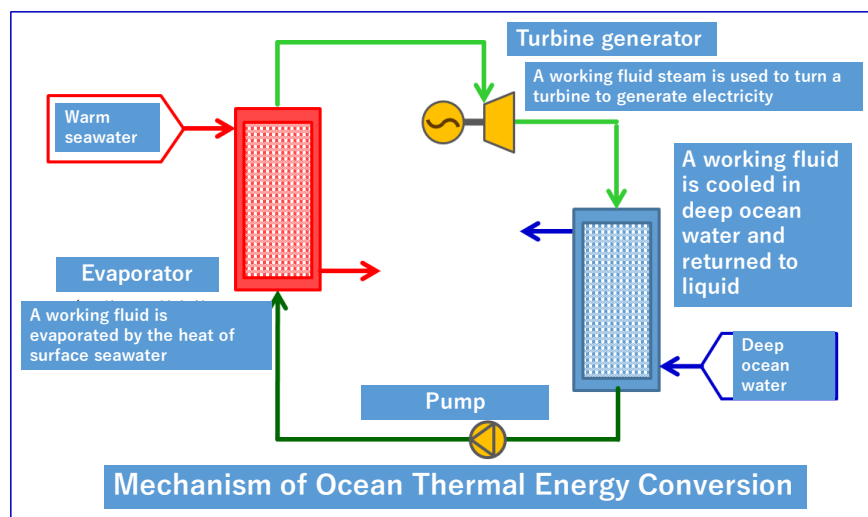 Turbine generator
A working fluid steam is used to turn a
turbine to generate electricity
Warm
seawater
A working fluid
is cooled in
deep ocean
water and
returned to
liquid
Evaporator
A working fluid is
evaporated by the heat of
surface seawater
Deep
ocean
water
Pump
Mechanism of Ocean Thermal Energy Conversion